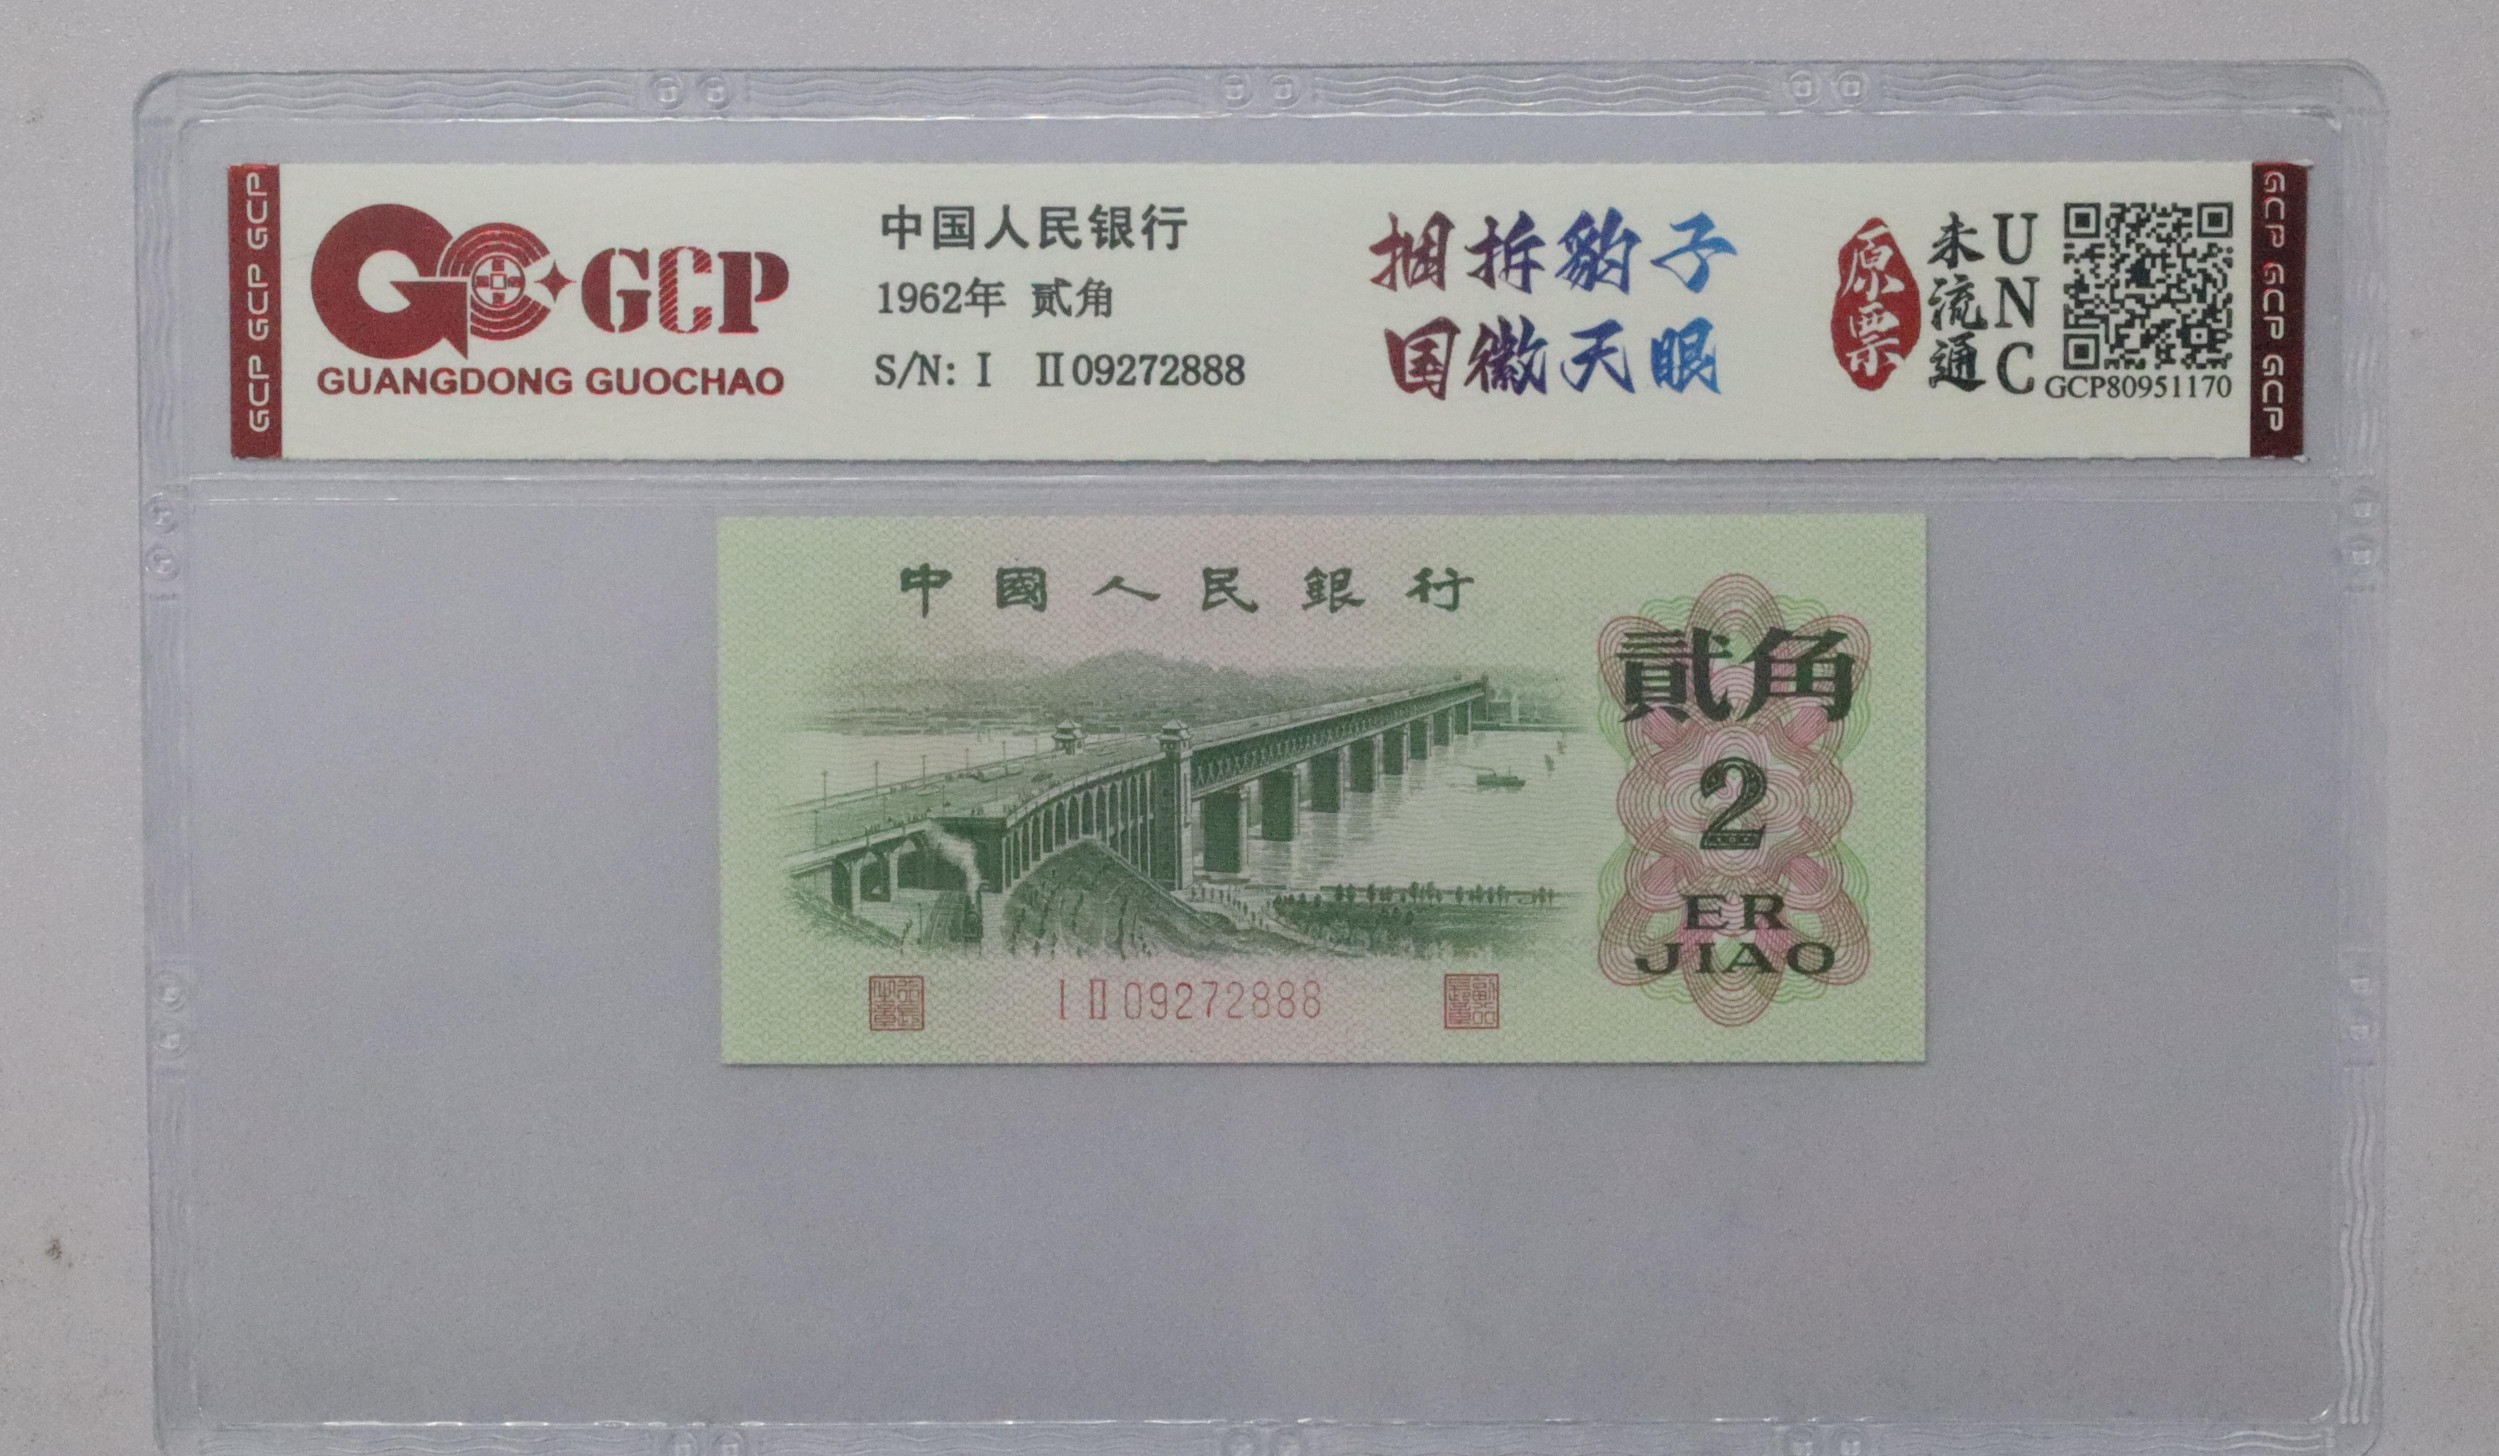 GCP GCP GCP
GCP
GUANGDONG GUOCHAO
中国人民银行
1962年 贰角
S/N: I II 09272888
捆拆豹子
国徽天眼
原票
未流通
UNC
GCP80951170
GCP GCP GCP
中國人民銀行
貳角
2
ER
JIAO
I II 09272888